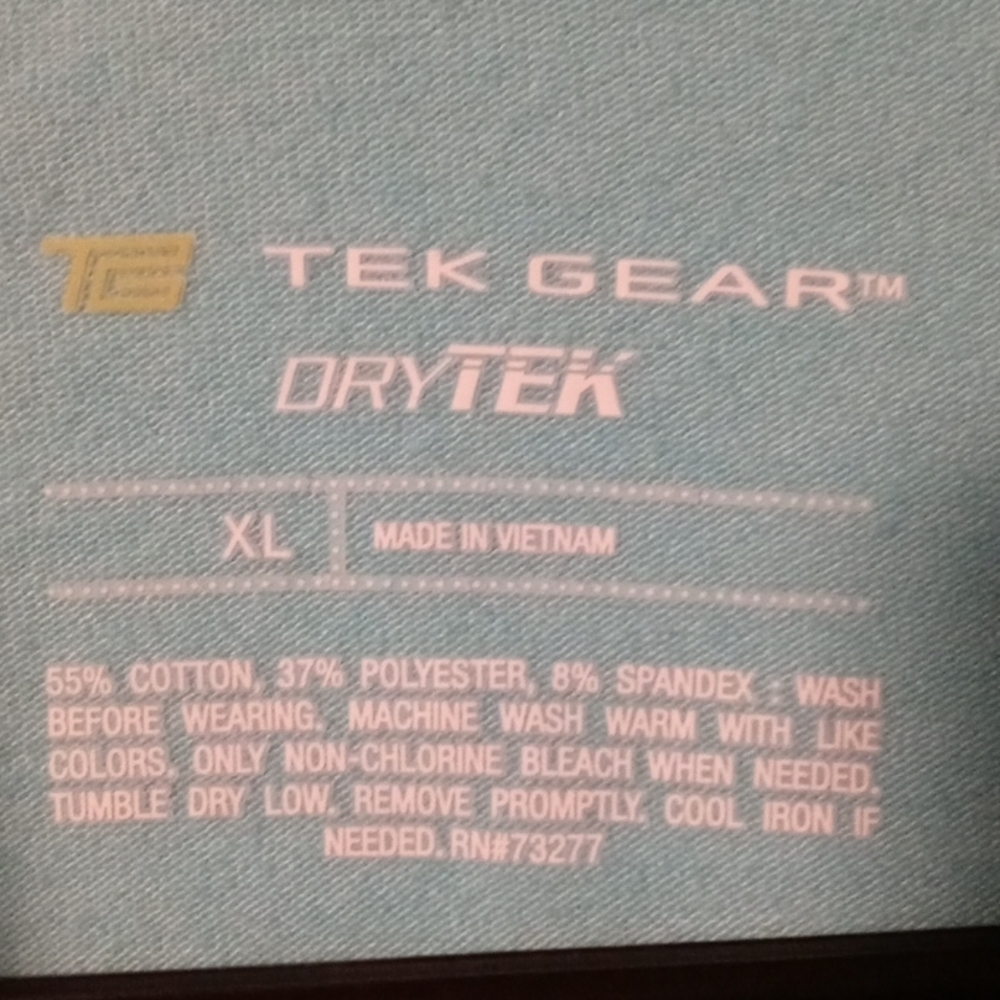 TG TEK GEAR™
DRYTEK
XL MADE IN VIETNAM
55% COTTON, 37% POLYESTER, 8% SPANDEX : WASH
BEFORE WEARING. MACHINE WASH WARM WITH LIKE
COLORS. ONLY NON-CHLORINE BLEACH WHEN NEEDED.
TUMBLE DRY LOW. REMOVE PROMPTLY. COOL IRON IF
NEEDED. RN#73277